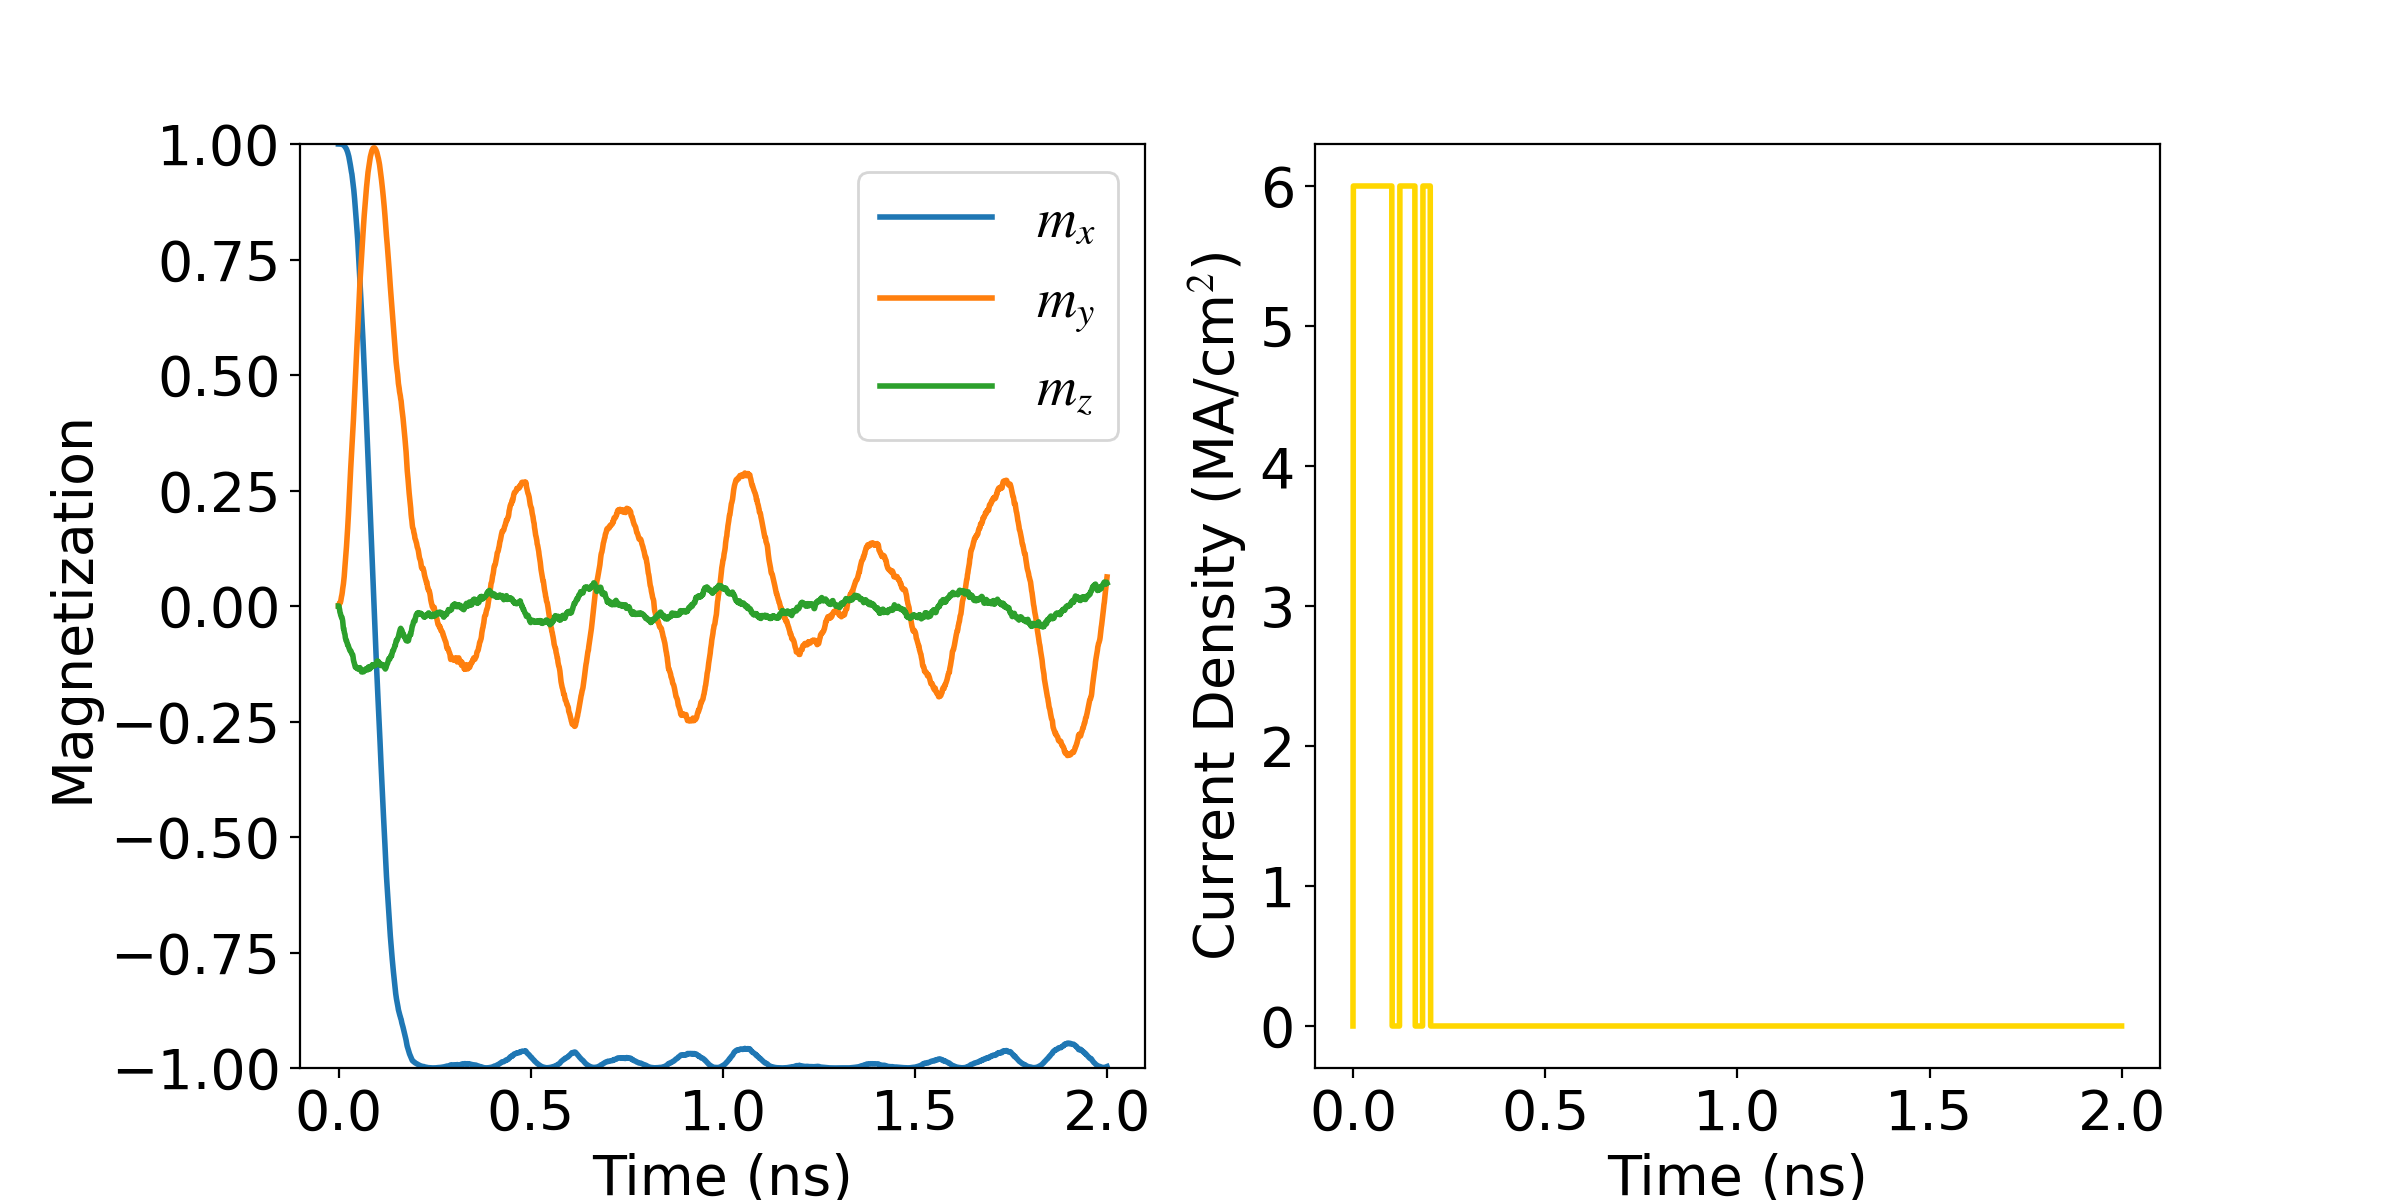 1.00
0.75
0.50
0.25
0.00
−0.25
−0.50
−0.75
−1.00
Magnetization
0.0 0.5 1.0 1.5 2.0
Time (ns)
m_x
m_y
m_z
6
5
4
3
2
1
0
Current Density (MA/cm²)
0.0 0.5 1.0 1.5 2.0
Time (ns)